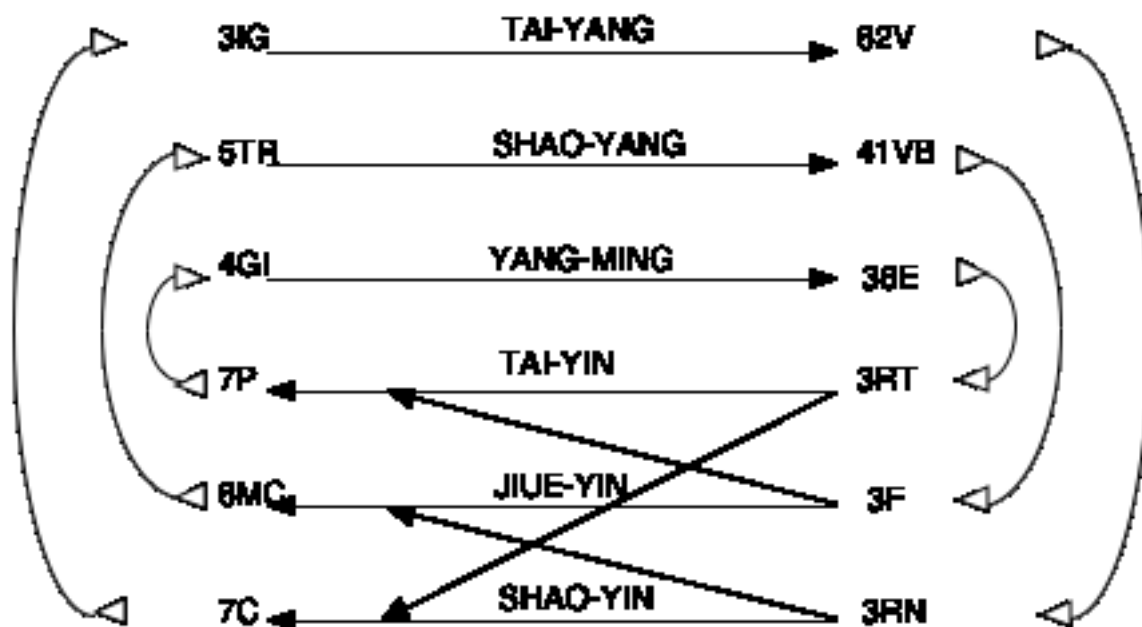 3IG TAI-YANG 62V
5TR SHAO-YANG 41VB
4GI YANG-MING 36E
7P TAI-YIN 3RT
6MC JIUE-YIN 3F
7C SHAO-YIN 3RN